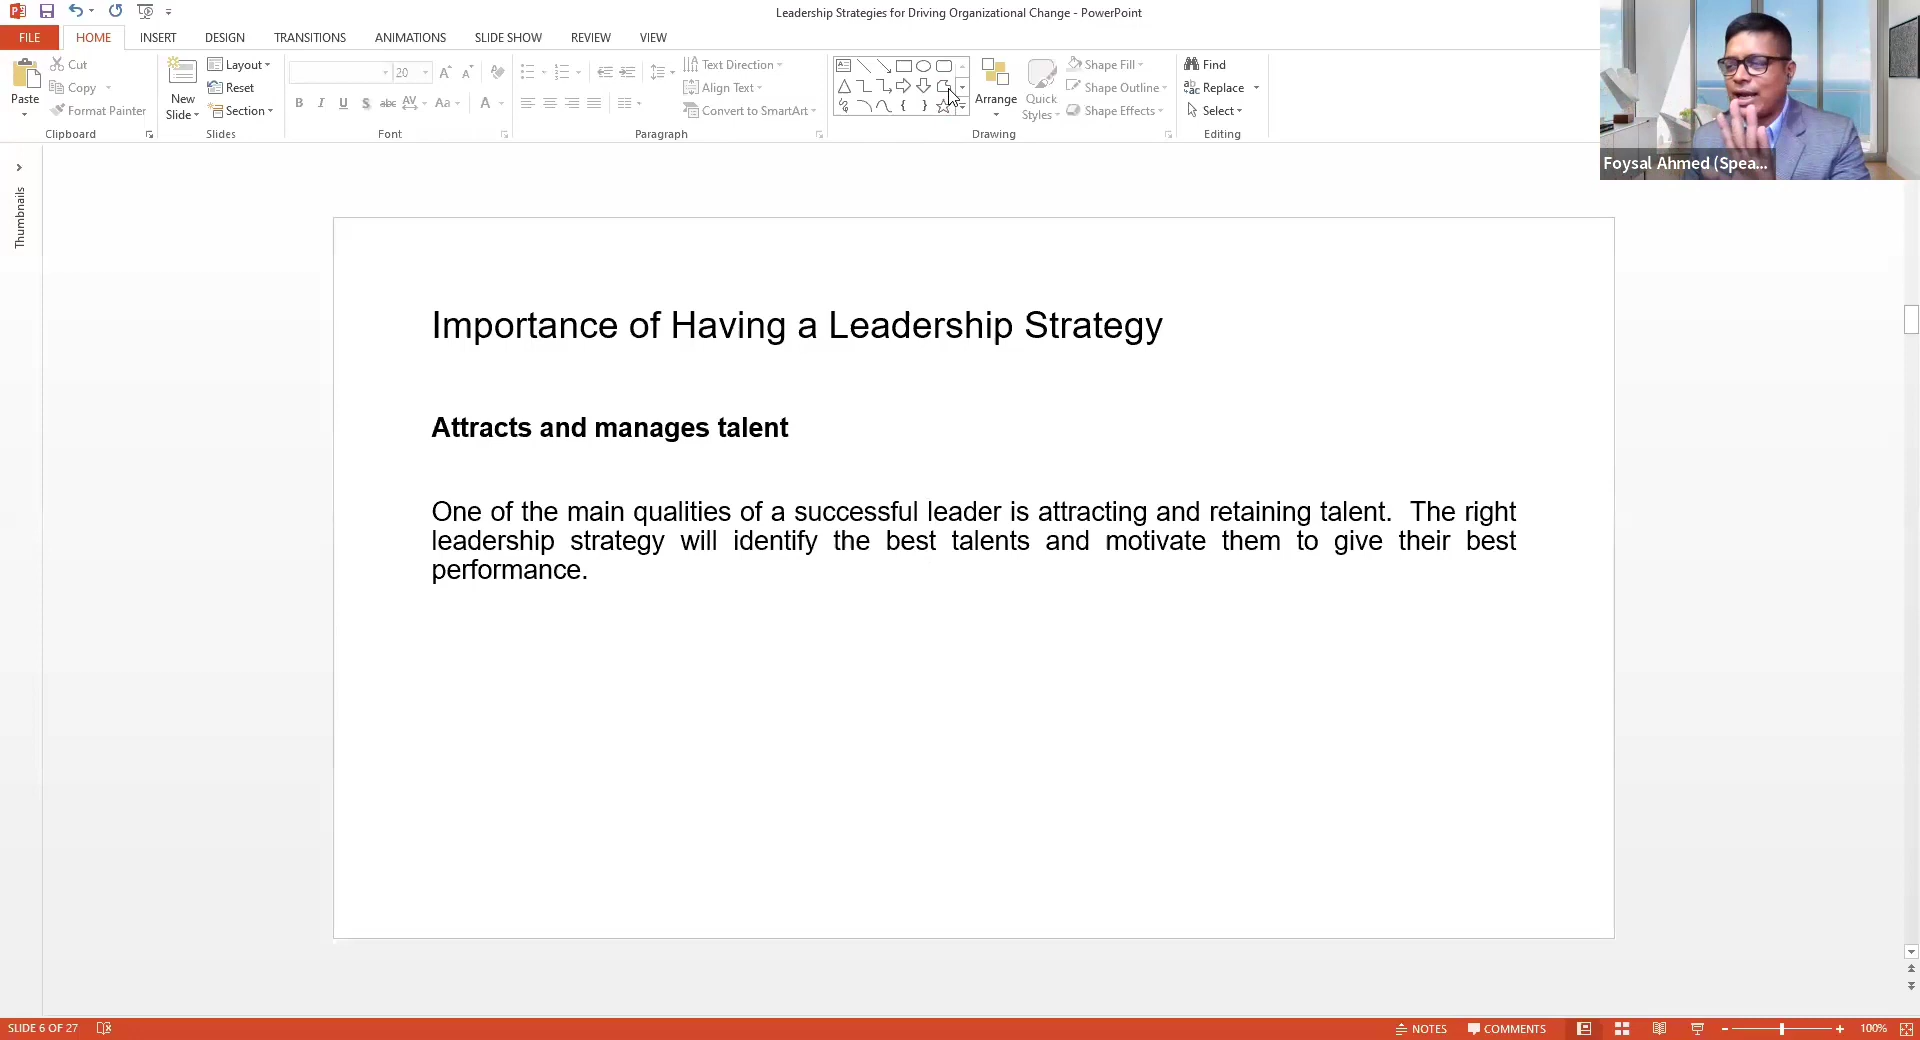 Leadership Strategies for Driving Organizational Change - PowerPoint
FILE HOME INSERT DESIGN TRANSITIONS ANIMATIONS SLIDE SHOW REVIEW VIEW
Paste
Cut
Copy
Format Painter
Clipboard
New
Slide
Layout
Reset
Section
Slides
20
B I U S abc AV Aa A
Font
Text Direction
Align Text
Convert to SmartArt
Paragraph
Arrange
Quick
Styles
Drawing
Shape Fill
Shape Outline
Shape Effects
Find
Replace
Select
Editing
Foysal Ahmed (Spea...
Thumbnails
Importance of Having a Leadership Strategy
Attracts and manages talent
One of the main qualities of a successful leader is attracting and retaining talent. The right
leadership strategy will identify the best talents and motivate them to give their best
performance.
SLIDE 6 OF 27 NOTES COMMENTS 100%